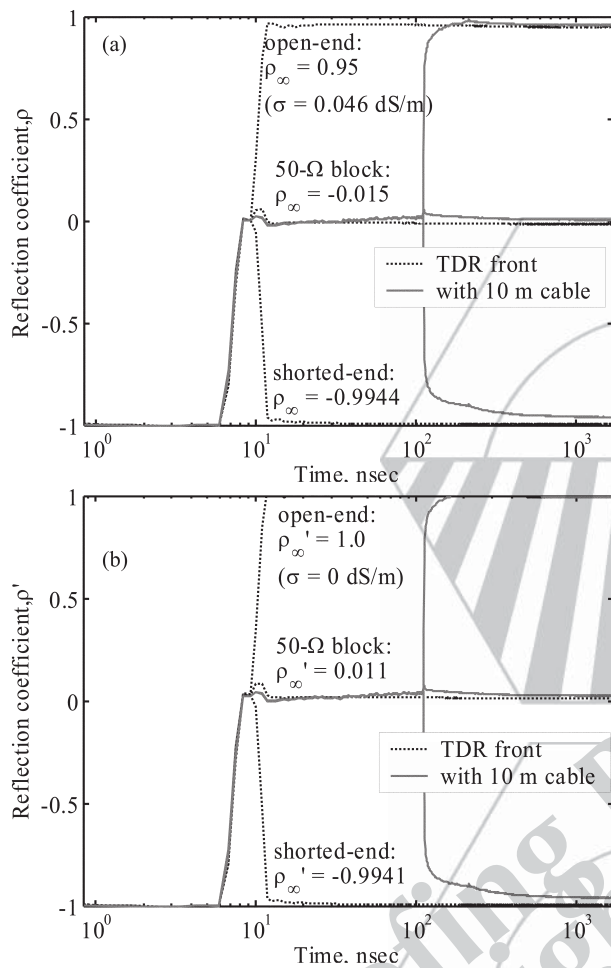 1
(a)
open-end:
ρ∞ = 0.95
(σ = 0.046 dS/m)
0.5
50-Ω block:
ρ∞ = -0.015
0
TDR front
with 10 m cable
-0.5
shorted-end:
ρ∞ = -0.9944
-1
10^0 10^1 10^2 10^3
Time, nsec
Reflection coefficient,ρ
1
open-end:
ρ∞' = 1.0
(b)
(σ = 0 dS/m)
0.5
50-Ω block:
ρ∞' = 0.011
0
TDR front
with 10 m cable
-0.5
shorted-end:
ρ∞' = -0.9941
-1
10^0 10^1 10^2 10^3
Time, nsec
Reflection coefficient,ρ'